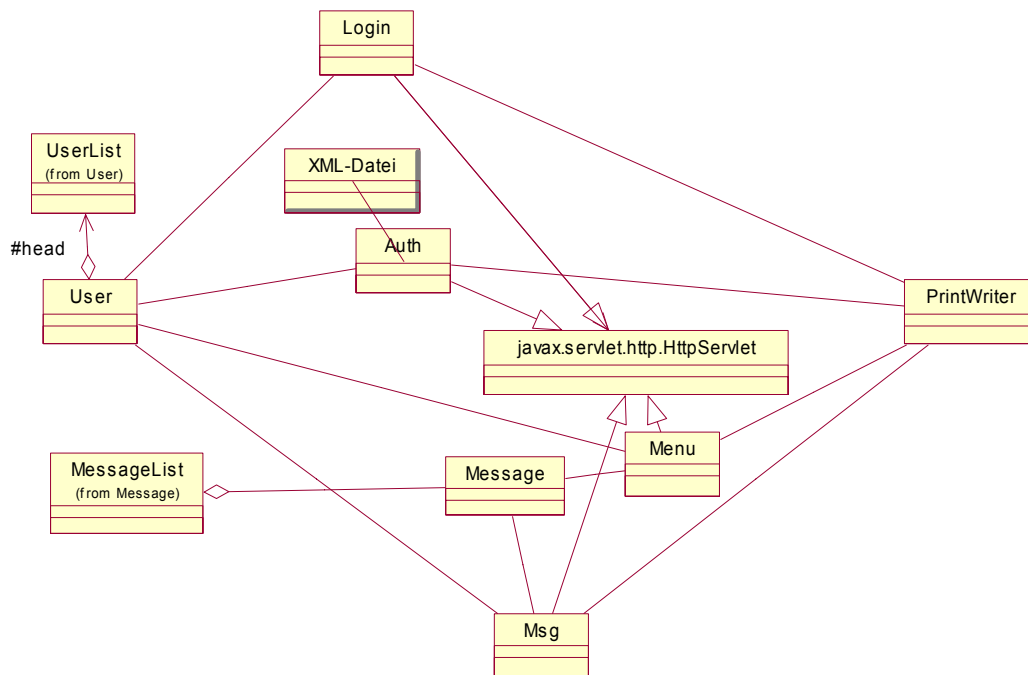 Login
UserList
(from User)
XML-Datei
#head
Auth
User
PrintWriter
javax.servlet.http.HttpServlet
Menu
MessageList
(from Message)
Message
Msg